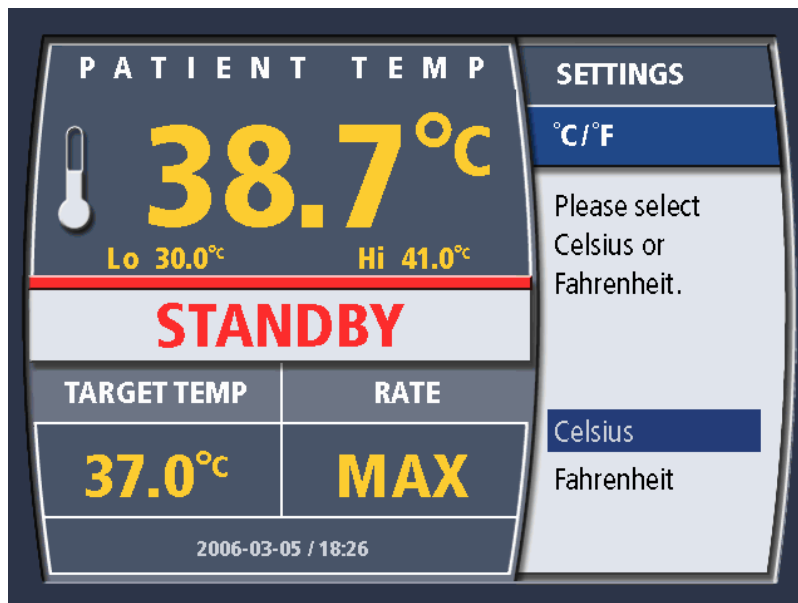 PATIENT TEMP
38.7°C
Lo 30.0°C Hi 41.0°C
STANDBY
TARGET TEMP RATE
37.0°C MAX
2006-03-05 / 18:26
SETTINGS
°C/°F
Please select
Celsius or
Fahrenheit.
Celsius
Fahrenheit